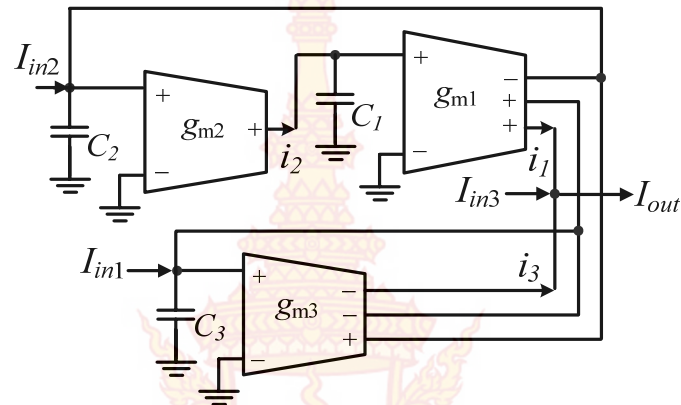 I_in2
+
−
g_m2
+
C_2
i_2
C_1
+
−
g_m1
−
+
+
i_1
I_in3
I_out
I_in1
+
−
g_m3
−
−
+
i_3
C_3